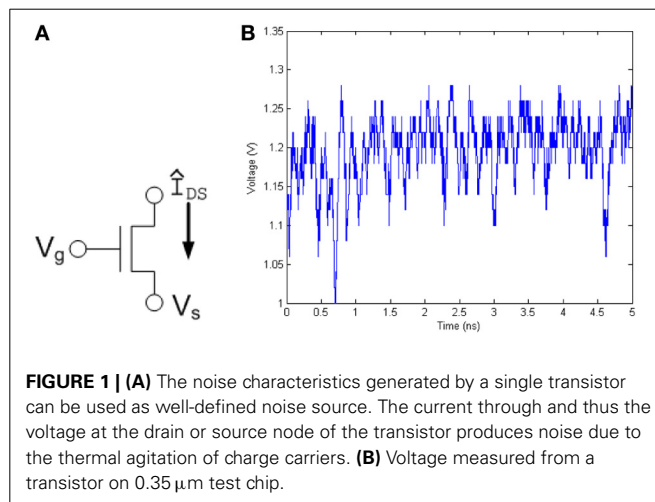 A
B
Î_DS
V_g
V_s
1.35
1.3
1.25
1.2
1.15
1.1
1.05
1
Voltage (V)
0 0.5 1 1.5 2 2.5 3 3.5 4 4.5 5
Time (ns)
FIGURE 1 | (A) The noise characteristics generated by a single transistor
can be used as well-defined noise source. The current through and thus the
voltage at the drain or source node of the transistor produces noise due to
the thermal agitation of charge carriers. (B) Voltage measured from a
transistor on 0.35 μm test chip.